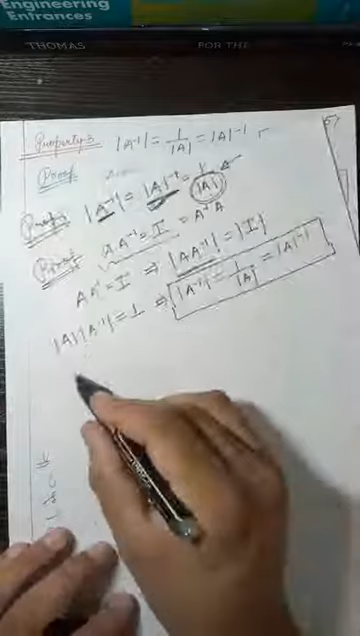 Engineering
Entrances
THOMAS FOR THE
Property 3 |A⁻¹| = 1/|A| = |A|⁻¹
Proof
Proof |A⁻¹| = |A|⁻¹ = 1/|A|
Proof AA⁻¹ = I = A⁻¹A
AA⁻¹ = I ⇒ |AA⁻¹| = |I|
|A||A⁻¹| = 1 ⇒ |A⁻¹| = 1/|A| = |A|⁻¹